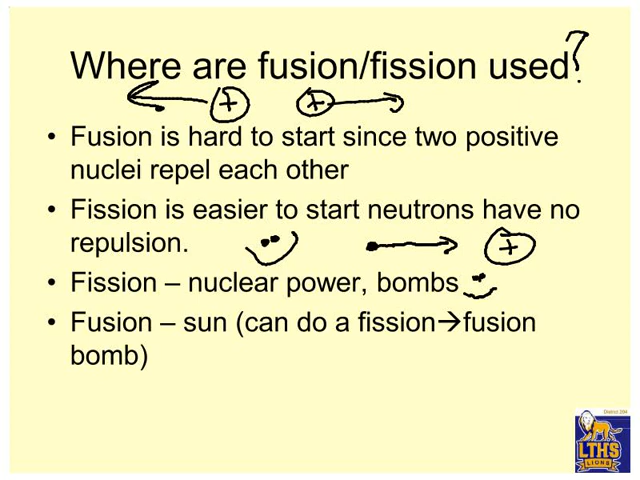 Where are fusion/fission used?
+ +
• Fusion is hard to start since two positive
nuclei repel each other
• Fission is easier to start neutrons have no
repulsion.
+
• Fission – nuclear power, bombs
• Fusion – sun (can do a fission→fusion
bomb)
District 204
LTHS
LIONS